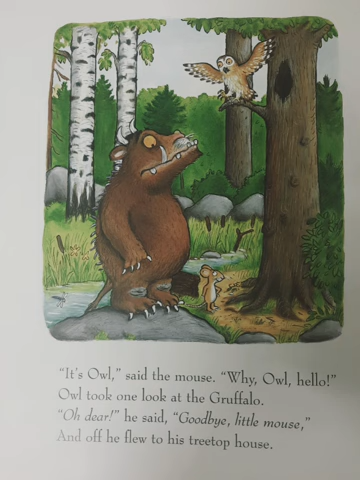 “It’s Owl,” said the mouse. “Why, Owl, hello!”
Owl took one look at the Gruffalo.
“Oh dear!” he said, “Goodbye, little mouse,”
And off he flew to his treetop house.